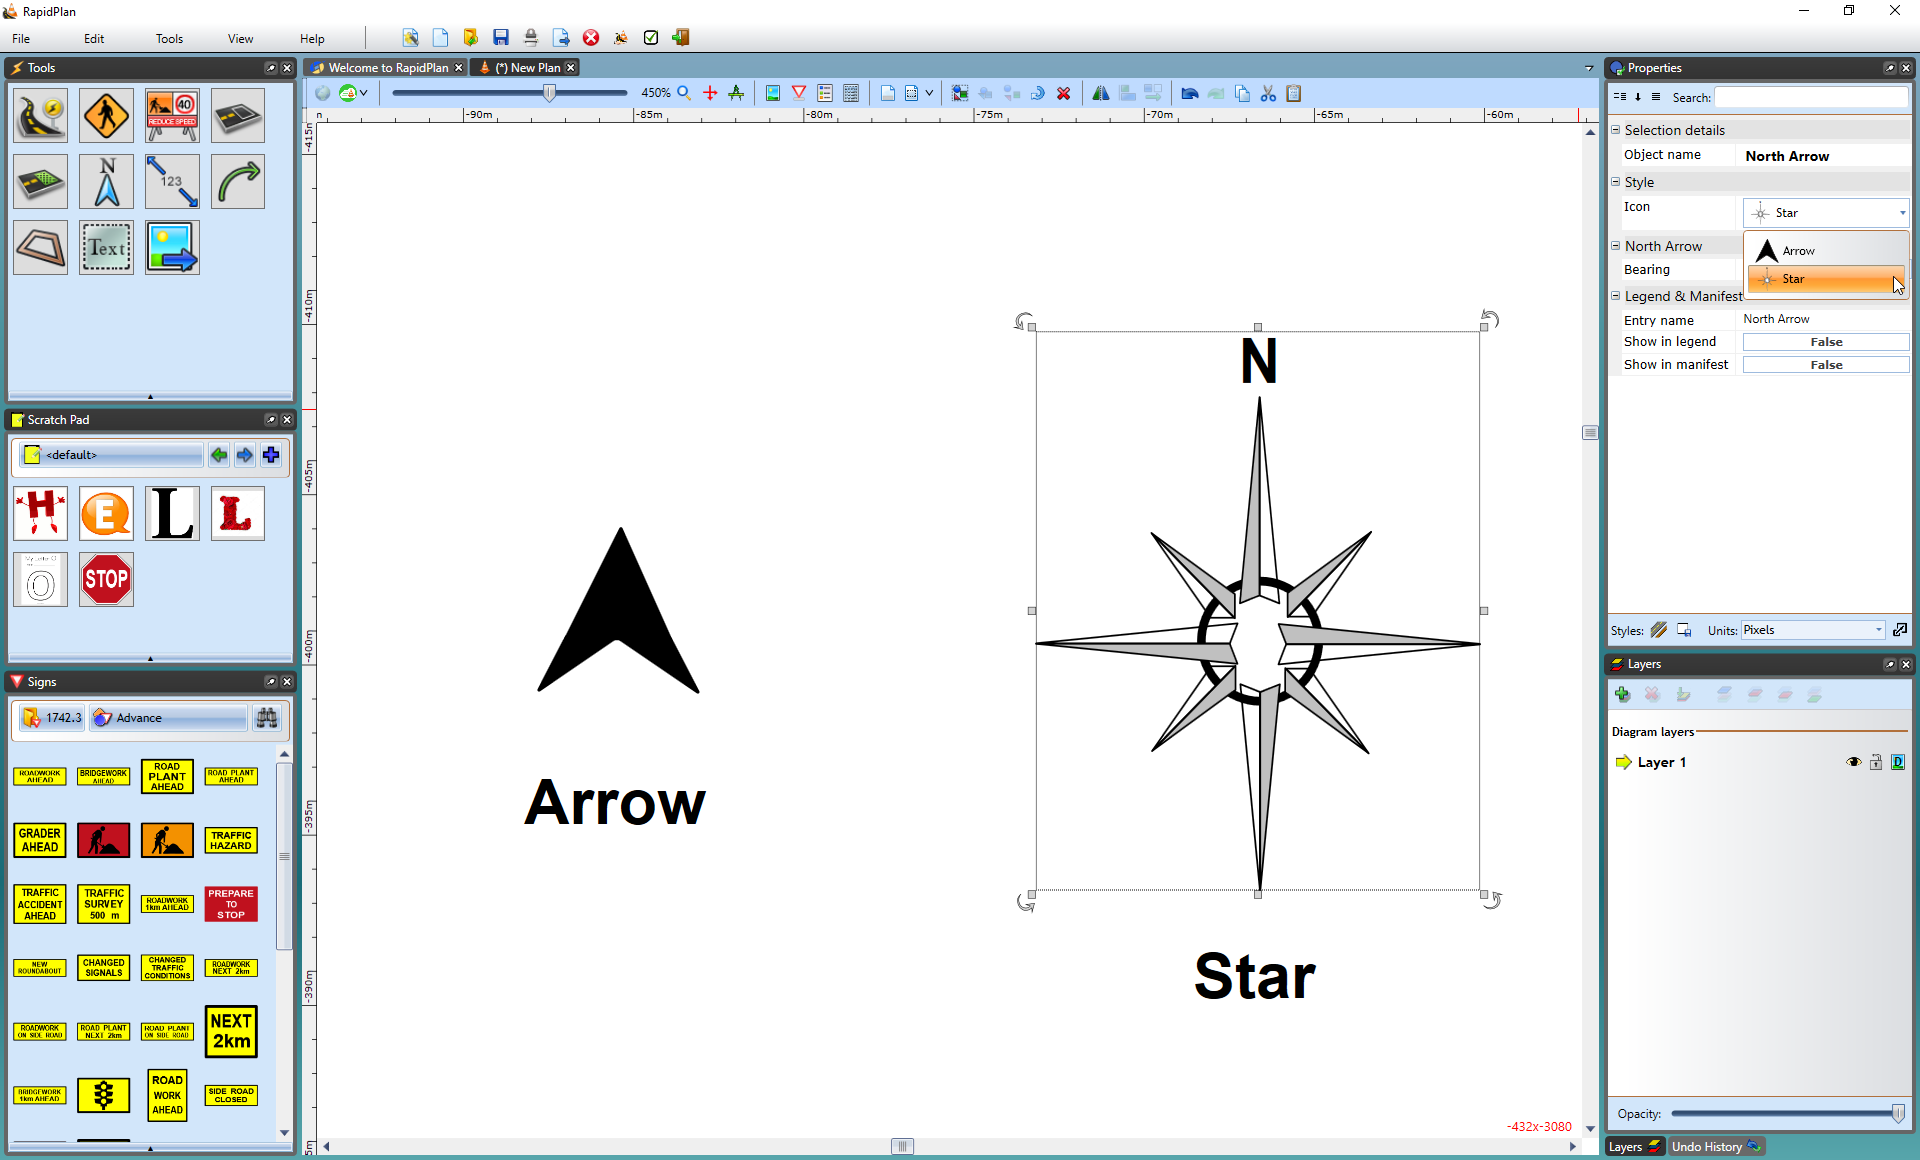 RapidPlan
File Edit Tools View Help
Tools
40
REDUCE SPEED
N
123
Text
Scratch Pad
<default>
H E L L
My Letter O
O STOP
Signs
1742.3 Advance
ROADWORK AHEAD
BRIDGEWORK AHEAD
ROAD PLANT AHEAD
ROAD PLANT AHEAD
GRADER AHEAD
TRAFFIC HAZARD
TRAFFIC ACCIDENT AHEAD
TRAFFIC SURVEY 500 m
ROADWORK 1km AHEAD
PREPARE TO STOP
NEW ROUNDABOUT
CHANGED SIGNALS
CHANGED TRAFFIC CONDITIONS
ROADWORK NEXT 2km
ROADWORK ON SIDE ROAD
ROAD PLANT NEXT 2km
ROAD PLANT ON SIDE ROAD
NEXT 2km
BRIDGEWORK 1km AHEAD
ROAD WORK AHEAD
SIDE ROAD CLOSED
Welcome to RapidPlan (*) New Plan
450%
n -90m -85m -80m -75m -70m -65m -60m
-415m
-410m
-405m
-400m
-395m
-390m
5m
N
Arrow
Star
-432x-3080
Properties
Search:
Selection details
Object name North Arrow
Style
Icon Star
Arrow
Star
North Arrow
Bearing
Legend & Manifest
Entry name North Arrow
Show in legend False
Show in manifest False
Styles: Units: Pixels
Layers
Diagram layers
Layer 1
D
Opacity:
Layers Undo History